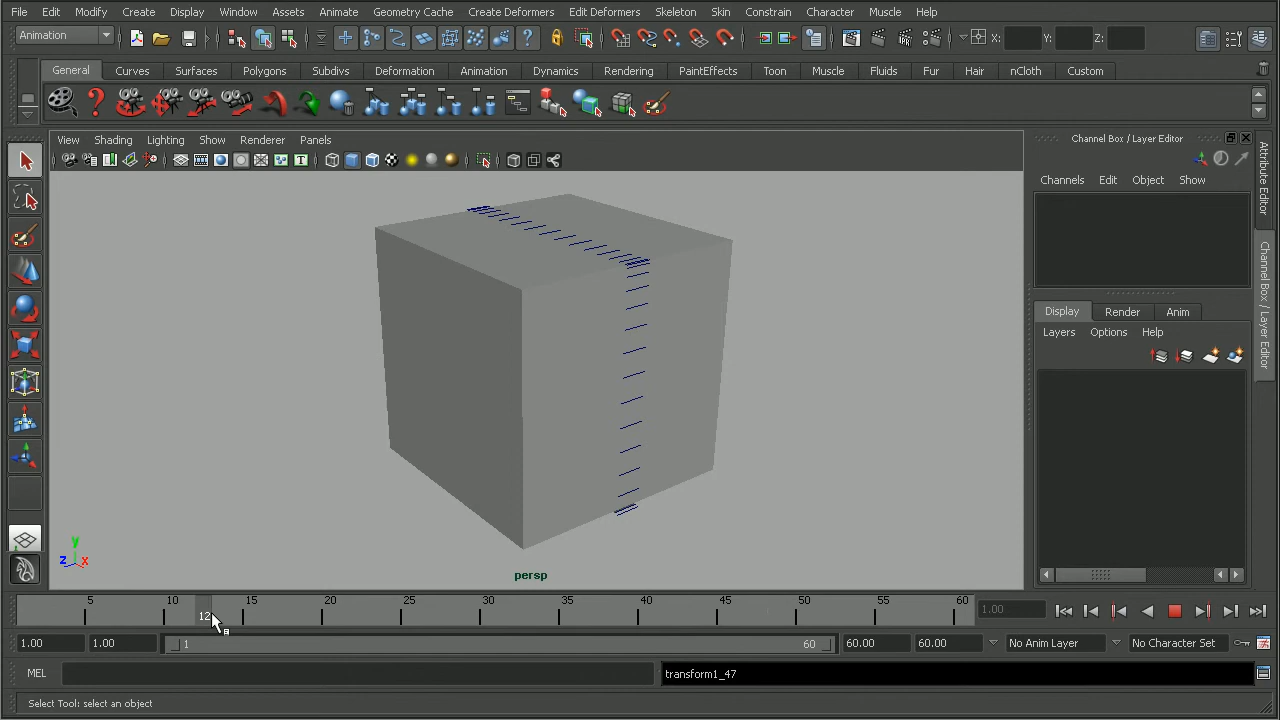 File Edit Modify Create Display Window Assets Animate Geometry Cache Create Deformers Edit Deformers Skeleton Skin Constrain Character Muscle Help
Animation X: Y: Z:
General Curves Surfaces Polygons Subdivs Deformation Animation Dynamics Rendering PaintEffects Toon Muscle Fluids Fur Hair nCloth Custom
View Shading Lighting Show Renderer Panels
Channel Box / Layer Editor
Channels Edit Object Show
Attribute Editor
Channel Box / Layer Editor
Display Render Anim
Layers Options Help
y
z x
persp
5 10 15 20 25 30 35 40 45 50 55 60
12
1.00
1.00 1.00 1 60 60.00 60.00 No Anim Layer No Character Set
MEL transform1_47
Select Tool: select an object